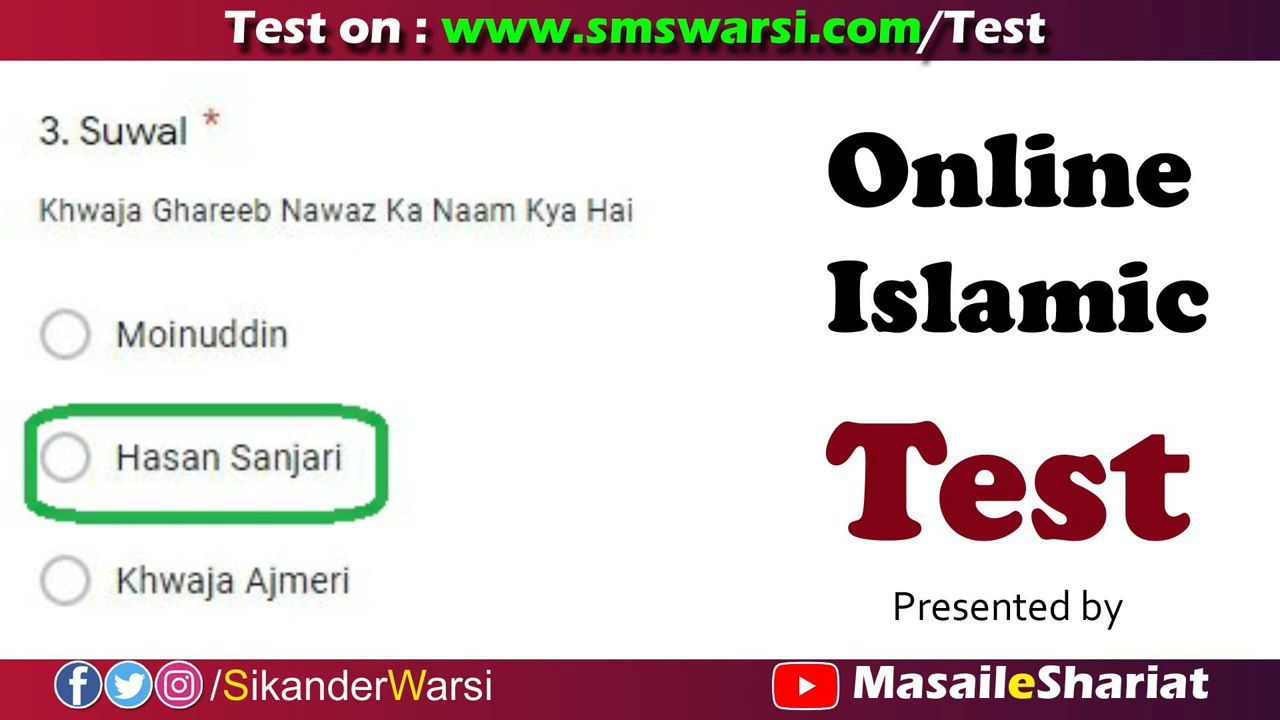 Test on : www.smswarsi.com/Test
3. Suwal *
Khwaja Ghareeb Nawaz Ka Naam Kya Hai
Moinuddin
Hasan Sanjari
Khwaja Ajmeri
Online
Islamic
Test
Presented by
/SikanderWarsi
MasaileShariat